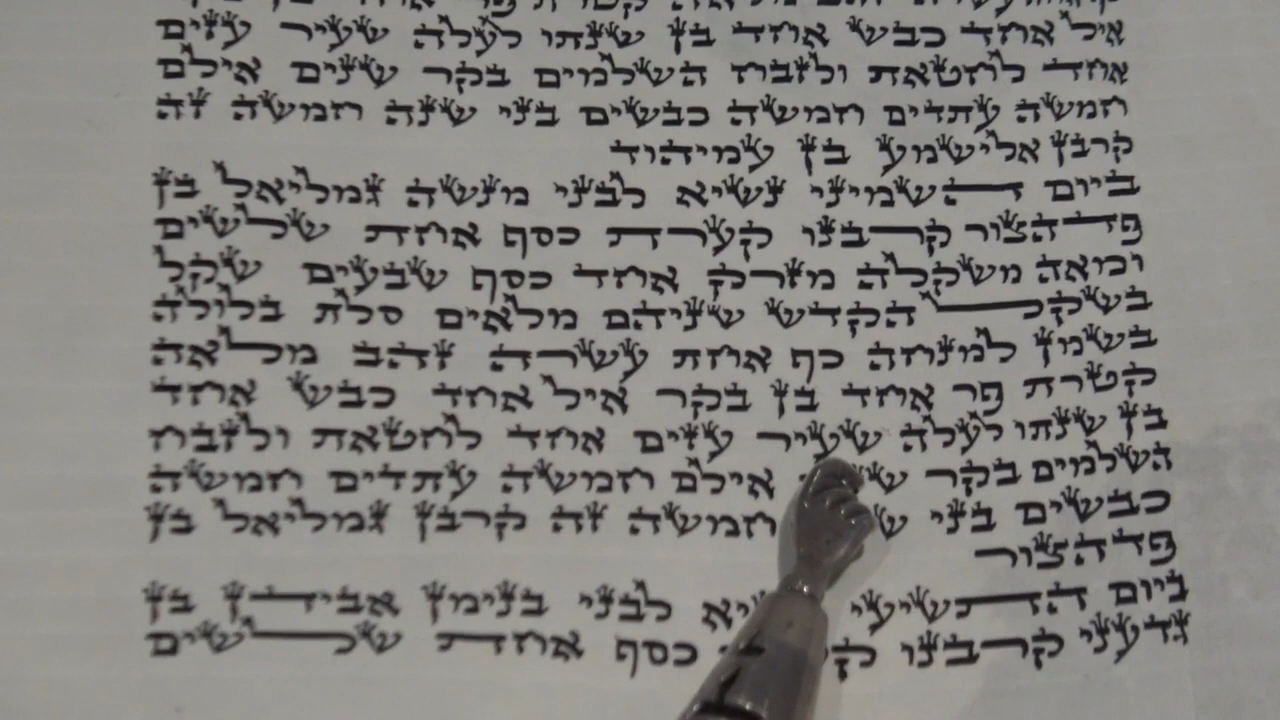 איל אחד כבש אחד בן שנתו לעלה שעיר עזים
אחד לחטאת ולזבח השלמים בקר שנים אילם
חמשה עתדים חמשה כבשים בני שנה חמשה זה
קרבן אלישמע בן עמיהוד
ביום השמיני נשיא לבני מנשה גמליאל בן
פדהצור קרבנו קערת כסף אחת שלשים
ומאה משקלה מזרק אחד כסף שבעים שקל
בשקל הקדש שניהם מלאים סלת בלולה
בשמן למנחה כף אחת עשרה זהב מלאה
קטרת פר אחד בן בקר איל אחד כבש אחד
בן שנתו לעלה שעיר עזים אחד לחטאת ולזבח
השלמים בקר אילם חמשה עתדים חמשה
כבשים בני חמשה זה קרבן גמליאל בן
פדהצור
ביום התשיעי לבני בנימן אבידן בן
גדעני קרבנו כסף אחת שלשים